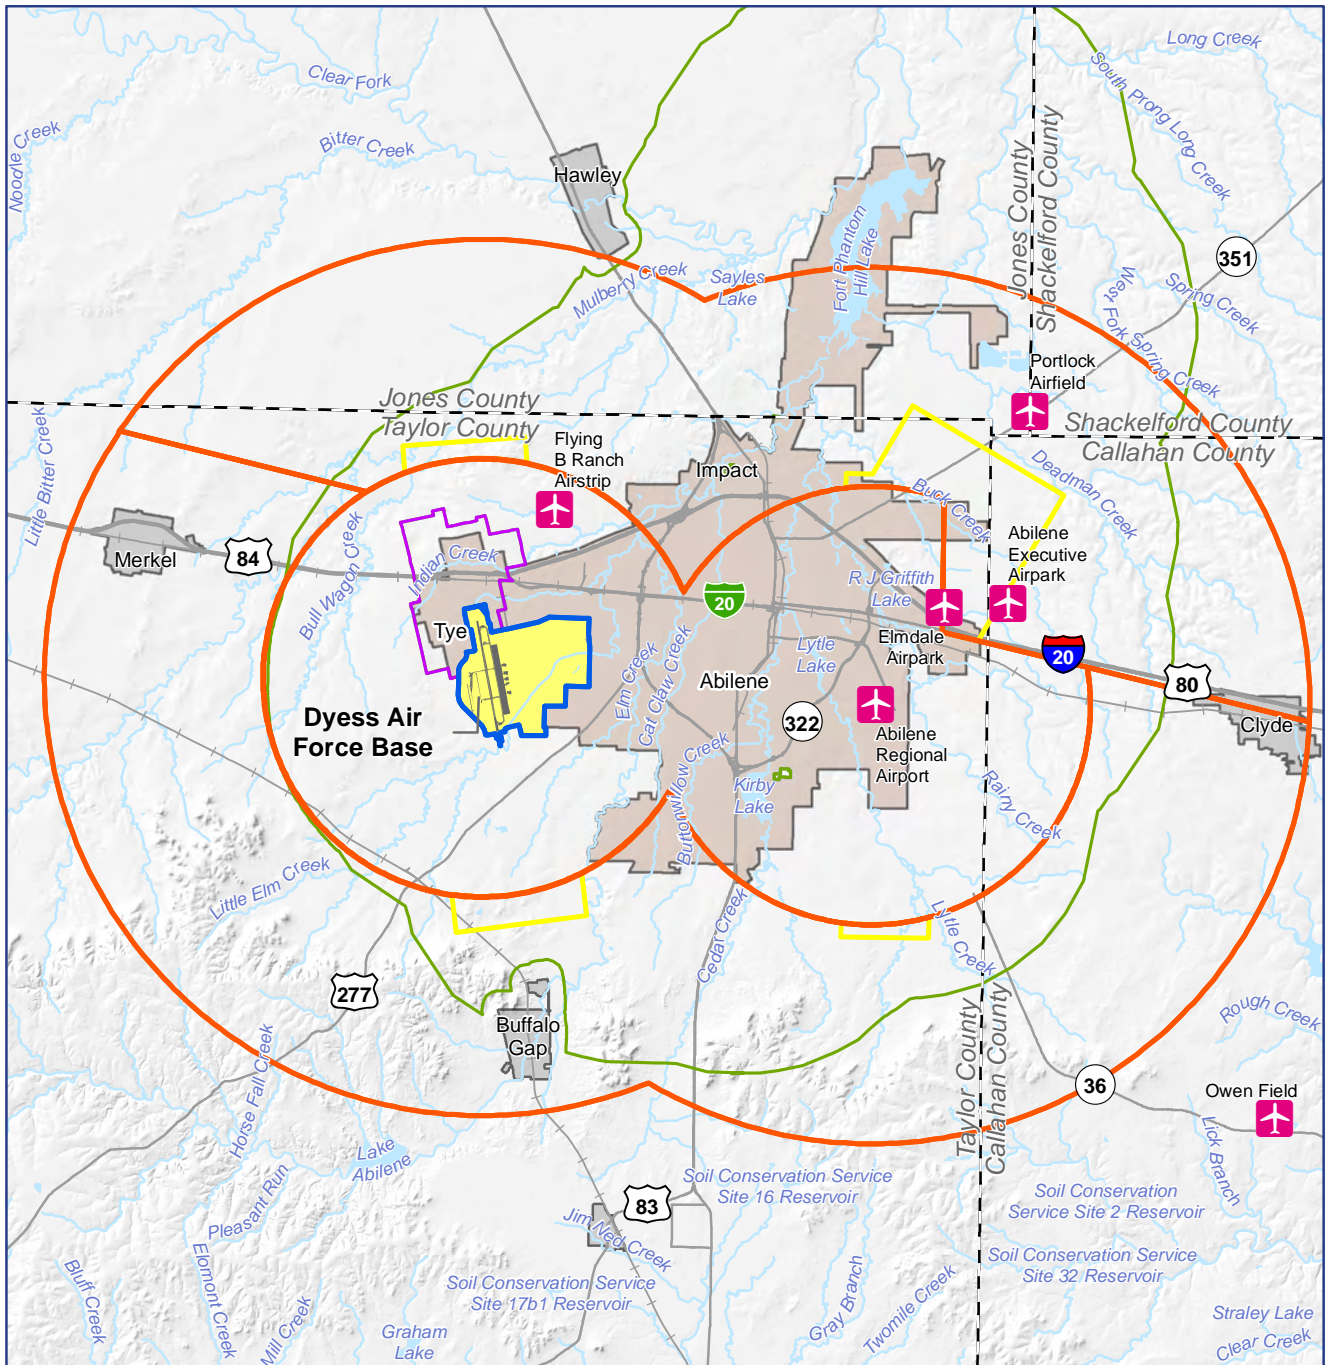 Long Creek
South Prong Long Creek
Clear Fork
Bitter Creek
Noodle Creek
Hawley
Jones County
Shackelford County
351
Fort Phantom
Hill Lake
Mulberry Creek
Sayles
Lake
West Fork Spring Creek
Spring Creek
Portlock
Airfield
Jones County
Taylor County
Shackelford County
Callahan County
Little Bitter Creek
Flying
B Ranch
Airstrip
Impact
Buck Creek
Deadman Creek
Merkel
84
Bull Wagon Creek
Indian Creek
Abilene
Executive
Airpark
R J Griffith
Lake
20
Tye
Elm Creek
Cat Claw Creek
Lytle
Lake
Elmdale
Airpark
20
80
Abilene
Clyde
Dyess Air
Force Base
322
Abilene
Regional
Airport
Buttonwillow Creek
Kirby
Lake
Rainy Creek
Little Elm Creek
Cedar Creek
Lytle Creek
277
Buffalo
Gap
Rough Creek
Horse Fall Creek
Taylor County
Callahan County
36
Owen Field
Lick Branch
Lake
Abilene
Pleasant Run
Soil Conservation Service
Site 16 Reservoir
Soil Conservation
Service Site 2 Reservoir
83
Jim Ned Creek
Elomont Creek
Bluff Creek
Mill Creek
Soil Conservation Service
Site 17b1 Reservoir
Soil Conservation Service
Site 32 Reservoir
Gray Branch
Twomile Creek
Graham
Lake
Straley Lake
Clear Creek